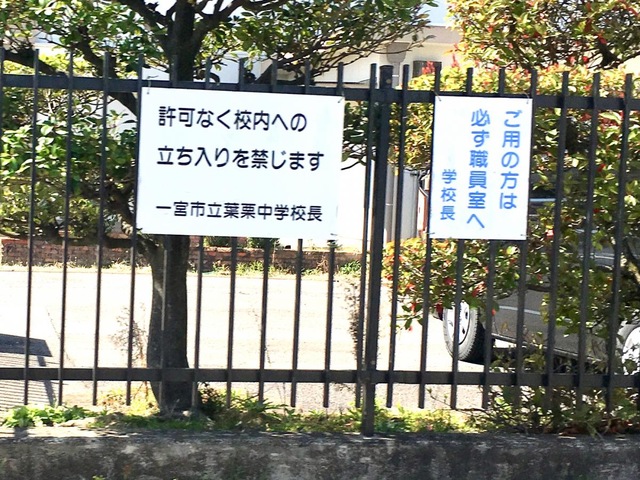 許可なく校内への
立ち入りを禁じます
一宮市立葉栗中学校長
ご用の方は
必ず職員室へ
学校長